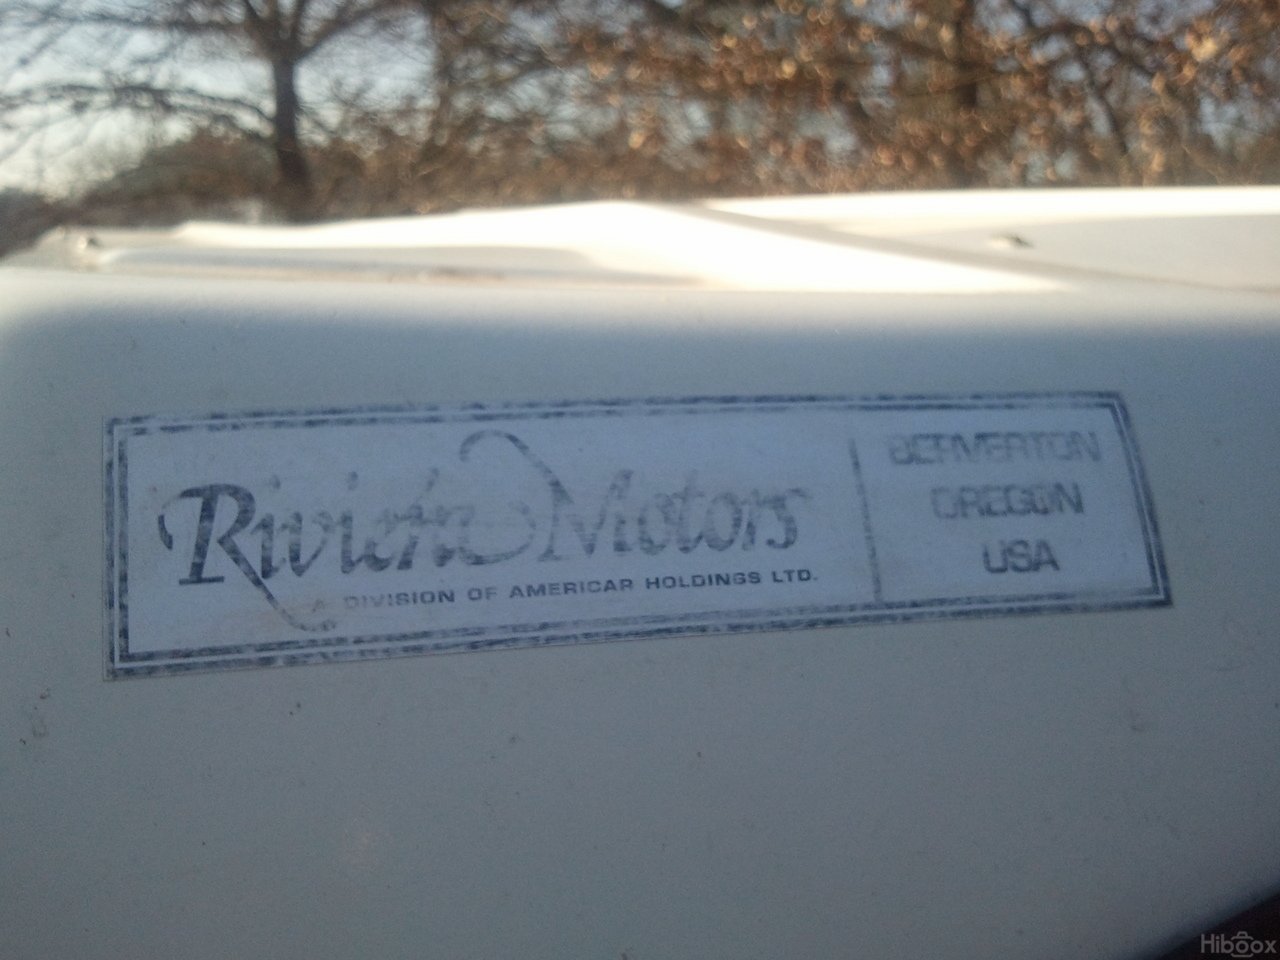 Riviera Motors
A DIVISION OF AMERICAR HOLDINGS LTD.
BEAVERTON
OREGON
USA
Hiboox